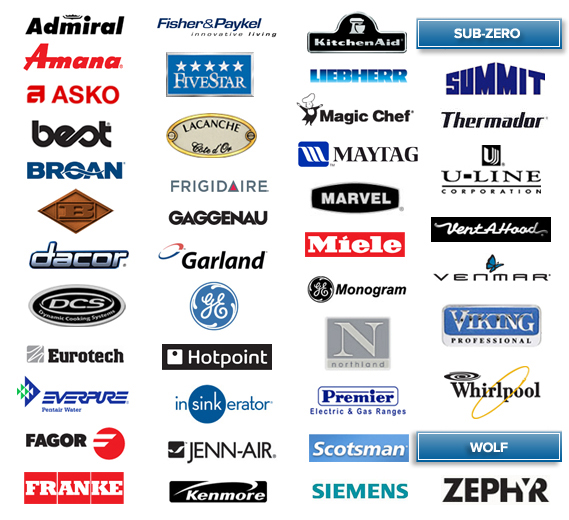 Admiral
Amana
ASKO
best
BROAN
B
dacor
DCS
Dynamic Cooking Systems
Eurotech
EVERPURE
Pentair Water
FAGOR
FRANKE
Fisher&Paykel
innovative living
FIVESTAR
LACANCHE
Côte d'Or
FRIGIDAIRE
GAGGENAU
Garland
GE
Hotpoint
insinkerator
JENN-AIR
Kenmore
KitchenAid
LIEBHERR
Magic Chef
MAYTAG
MARVEL
Miele
GE Monogram
N
northland
Premier
Electric & Gas Ranges
Scotsman
SIEMENS
SUB-ZERO
SUMMIT
Thermador
U
U-LINE
CORPORATION
VentAHood
VENMAR
VIKING
PROFESSIONAL
Whirlpool
WOLF
ZEPHYR